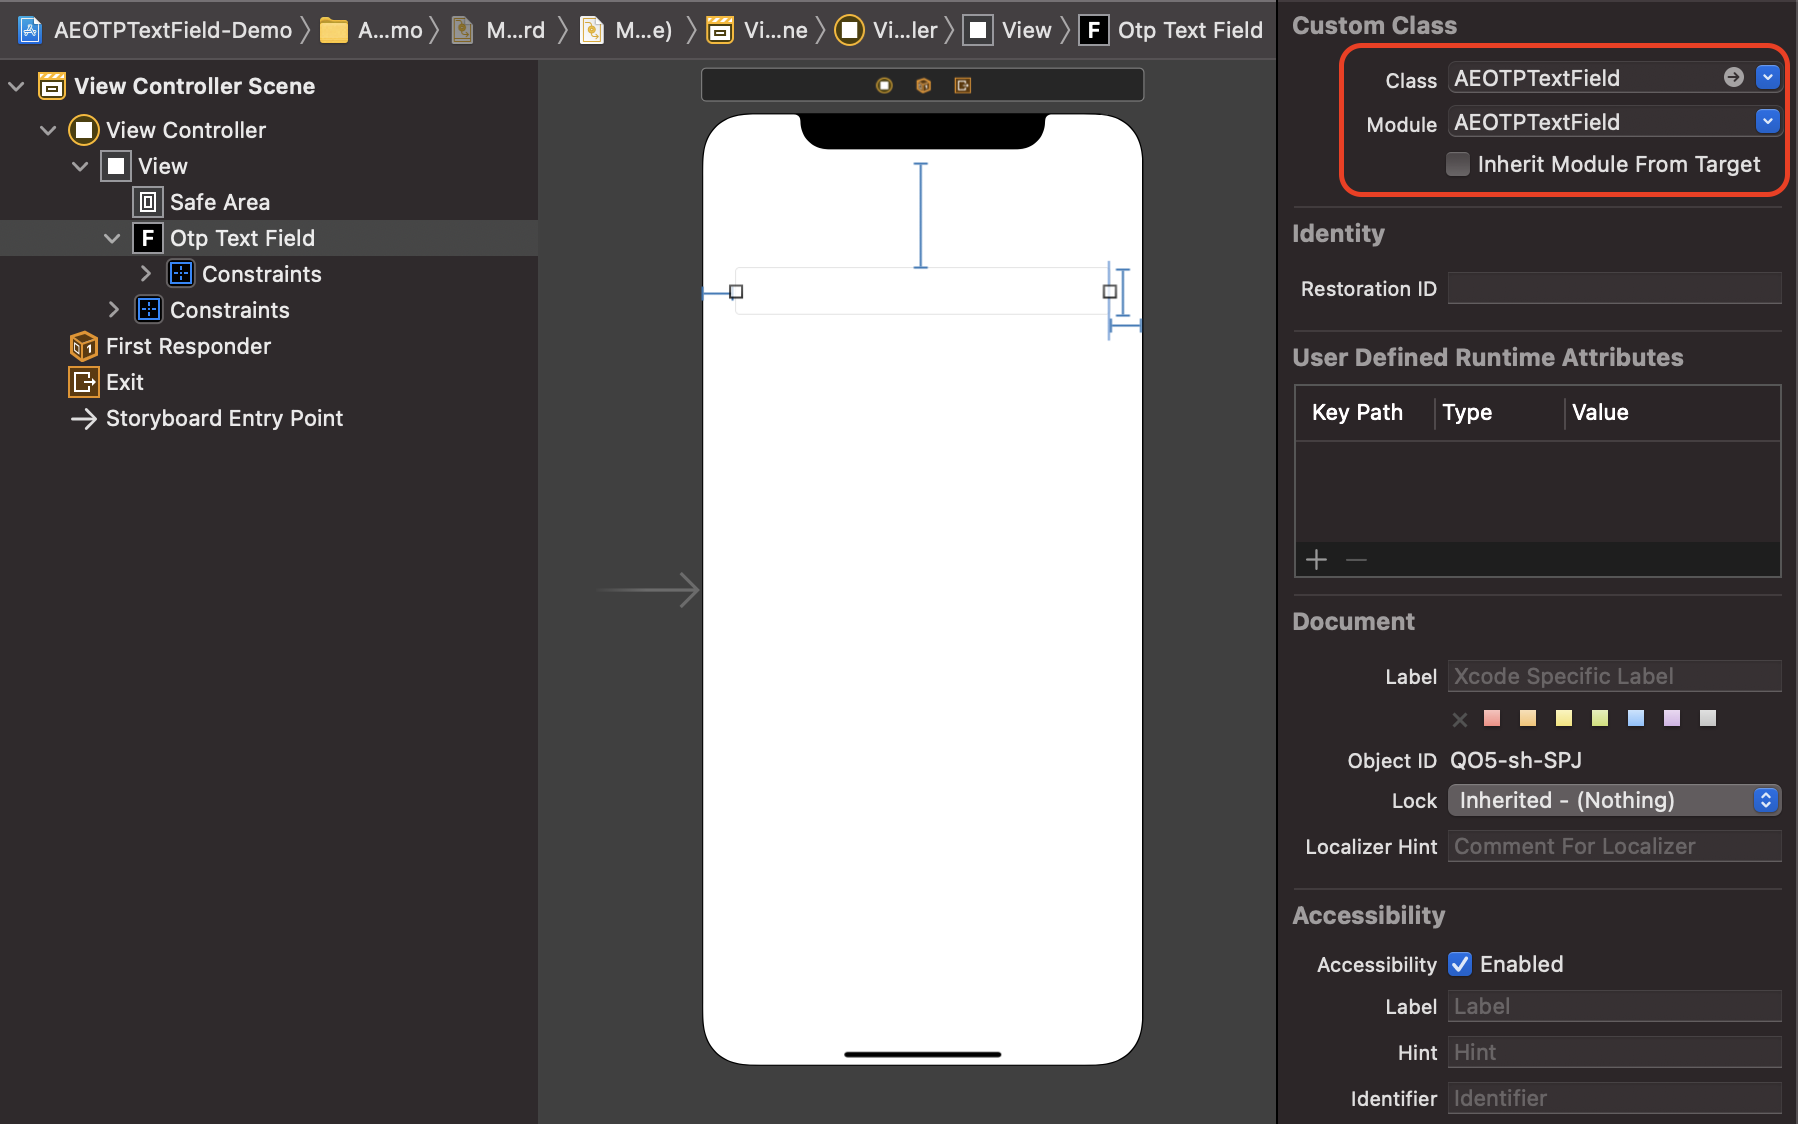 AEOTPTextField-Demo A...mo M...rd M...e) Vi...ne Vi...ler View F Otp Text Field
View Controller Scene
View Controller
View
Safe Area
F Otp Text Field
Constraints
Constraints
First Responder
Exit
Storyboard Entry Point
Custom Class
Class AEOTPTextField
Module AEOTPTextField
Inherit Module From Target
Identity
Restoration ID
User Defined Runtime Attributes
Key Path Type Value
Document
Label Xcode Specific Label
Object ID QO5-sh-SPJ
Lock Inherited - (Nothing)
Localizer Hint Comment For Localizer
Accessibility
Accessibility Enabled
Label Label
Hint Hint
Identifier Identifier